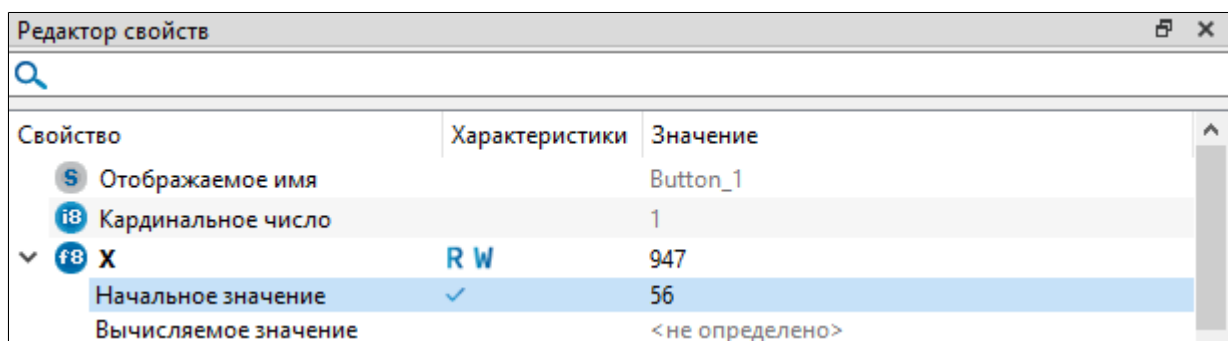 Редактор свойств
Свойство Характеристики Значение
S Отображаемое имя Button_1
i8 Кардинальное число 1
f8 X R W 947
Начальное значение 56
Вычисляемое значение <не определено>